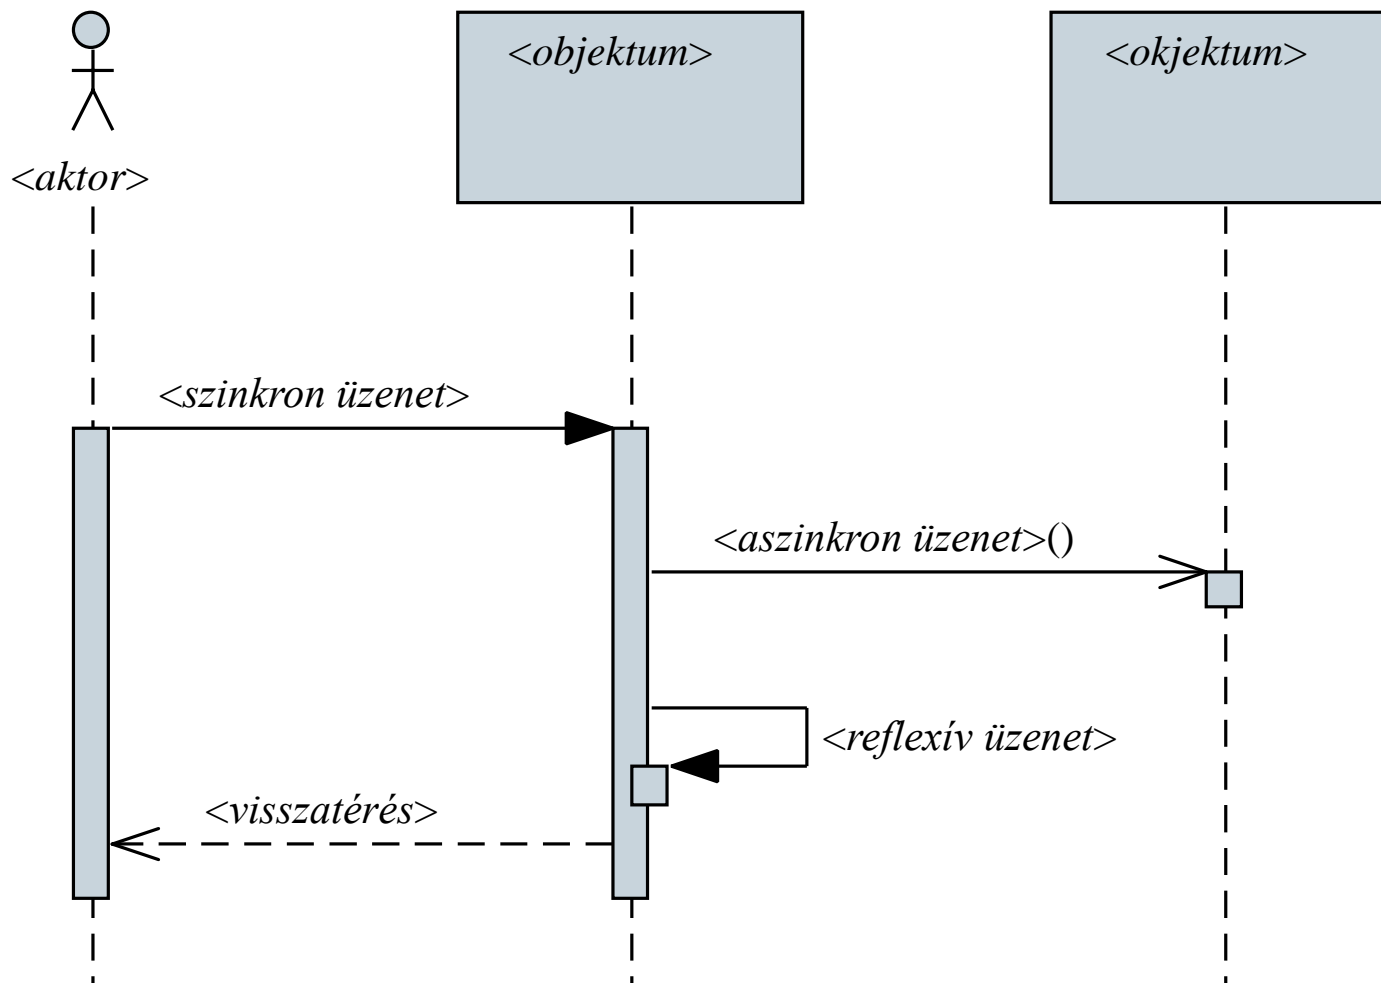 <objektum>
<okjektum>
<aktor>
<szinkron üzenet>
<aszinkron üzenet>()
<reflexív üzenet>
<visszatérés>